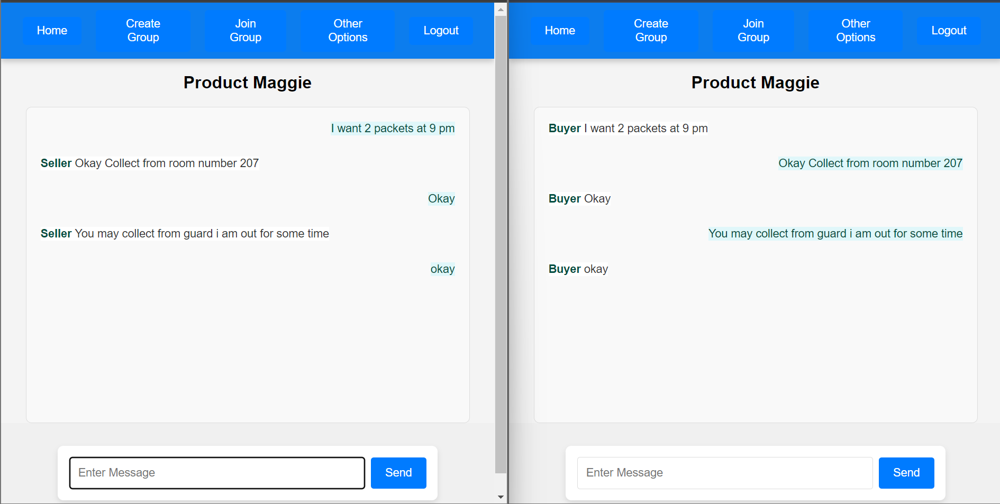 Home
Create
Group
Join
Group
Other
Options
Logout
Product Maggie
I want 2 packets at 9 pm
Seller Okay Collect from room number 207
Okay
Seller You may collect from guard i am out for some time
okay
Enter Message
Send
Home
Create
Group
Join
Group
Other
Options
Logout
Product Maggie
Buyer I want 2 packets at 9 pm
Okay Collect from room number 207
Buyer Okay
You may collect from guard i am out for some time
Buyer okay
Enter Message
Send